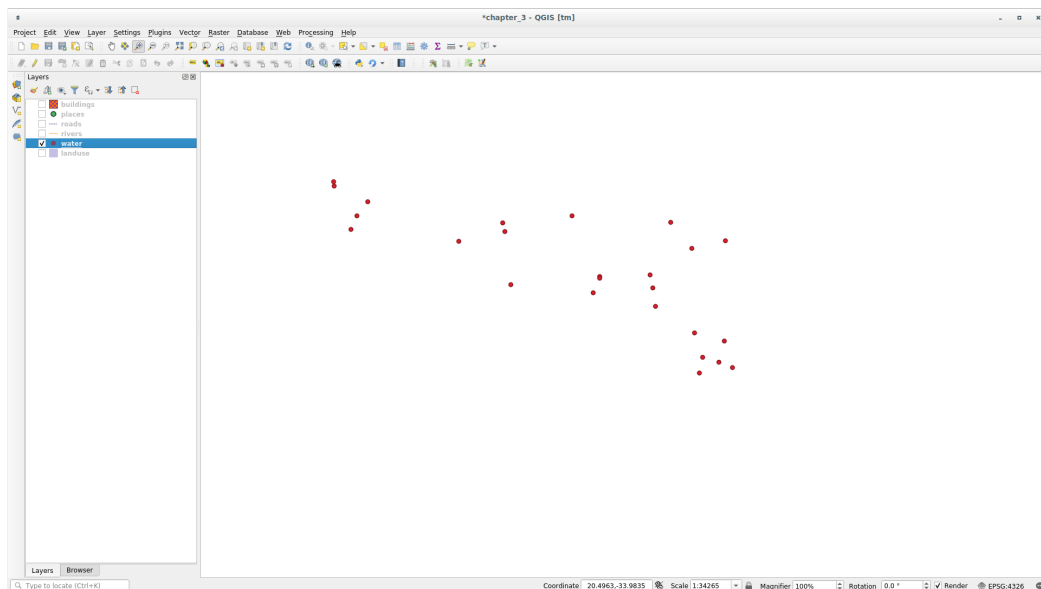 *chapter_3 - QGIS [tm]
Project Edit View Layer Settings Plugins Vector Raster Database Web Processing Help
Layers
buildings
places
roads
rivers
water
landuse
Layers Browser
Type to locate (Ctrl+K) Coordinate 20.4963,-33.9835 Scale 1:34265 Magnifier 100% Rotation 0.0 ° Render EPSG:4326